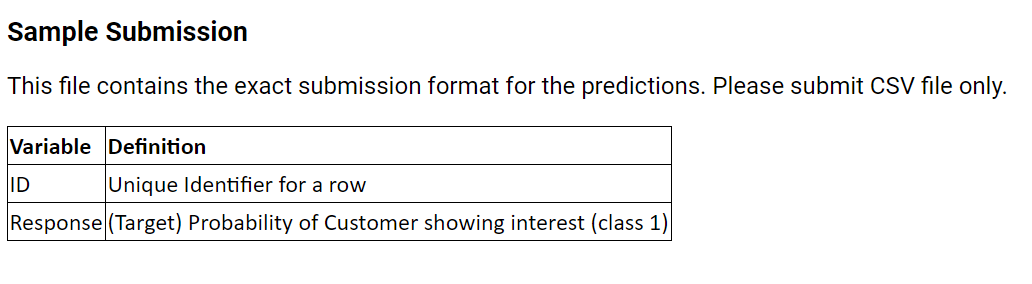 Sample Submission
This file contains the exact submission format for the predictions. Please submit CSV file only.
Variable Definition
ID Unique Identifier for a row
Response (Target) Probability of Customer showing interest (class 1)